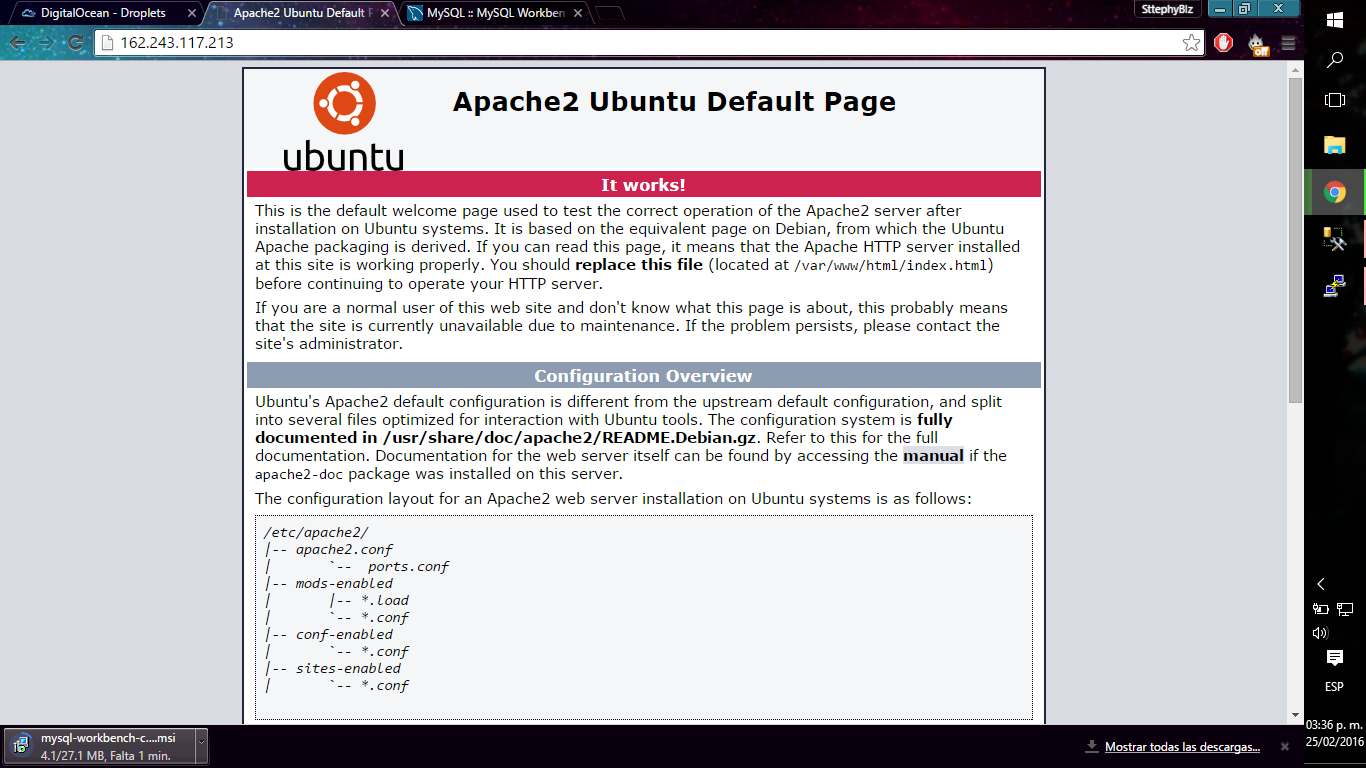 DigitalOcean - Droplets
Apache2 Ubuntu Default P
MySQL :: MySQL Workben
SttephyBiz
162.243.117.213
off
ubuntu
Apache2 Ubuntu Default Page
It works!
This is the default welcome page used to test the correct operation of the Apache2 server after
installation on Ubuntu systems. It is based on the equivalent page on Debian, from which the Ubuntu
Apache packaging is derived. If you can read this page, it means that the Apache HTTP server installed
at this site is working properly. You should replace this file (located at /var/www/html/index.html)
before continuing to operate your HTTP server.
If you are a normal user of this web site and don't know what this page is about, this probably means
that the site is currently unavailable due to maintenance. If the problem persists, please contact the
site's administrator.
Configuration Overview
Ubuntu's Apache2 default configuration is different from the upstream default configuration, and split
into several files optimized for interaction with Ubuntu tools. The configuration system is fully
documented in /usr/share/doc/apache2/README.Debian.gz. Refer to this for the full
documentation. Documentation for the web server itself can be found by accessing the manual if the
apache2-doc package was installed on this server.
The configuration layout for an Apache2 web server installation on Ubuntu systems is as follows:
/etc/apache2/
|-- apache2.conf
|       `--  ports.conf
|-- mods-enabled
|       |-- *.load
|       `-- *.conf
|-- conf-enabled
|       `-- *.conf
|-- sites-enabled
|       `-- *.conf
ESP
03:36 p. m.
25/02/2016
mysql-workbench-c....msi
4.1/27.1 MB, Falta 1 min.
Mostrar todas las descargas...